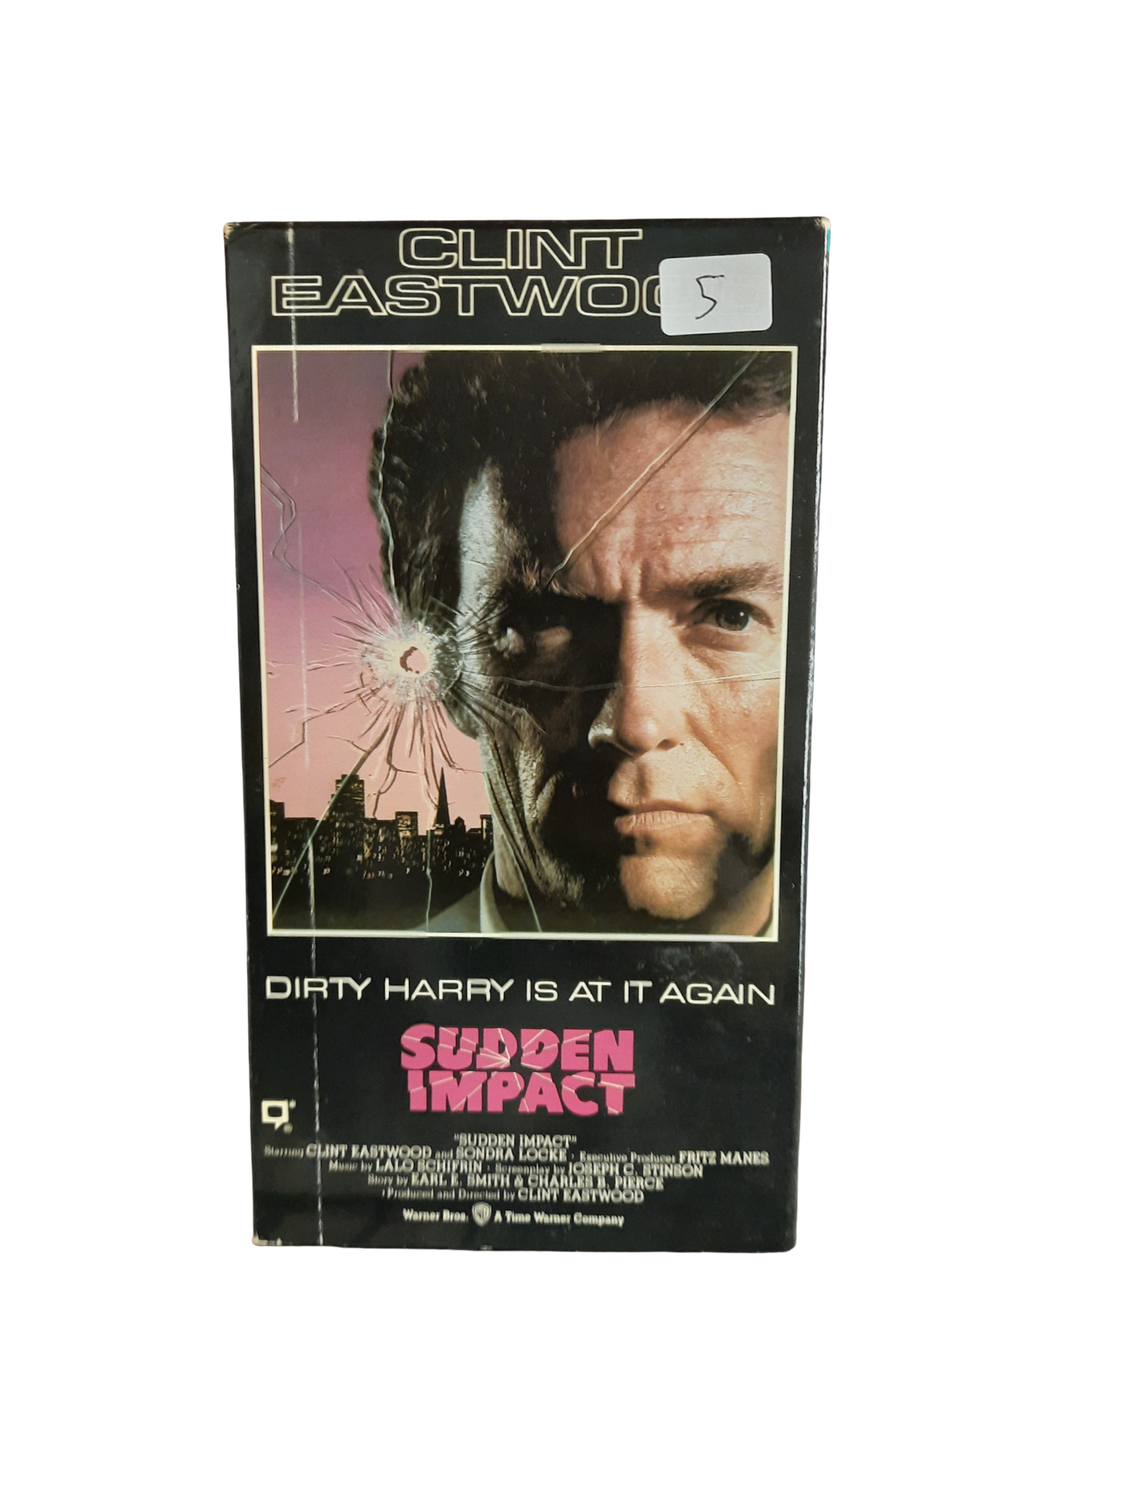 CLINT
EASTWOO
5
DIRTY HARRY IS AT IT AGAIN
SUDDEN
IMPACT
"SUDDEN IMPACT"
Starring CLINT EASTWOOD and SONDRA LOCKE · Executive Producer FRITZ MANES
Music by LALO SCHIFRIN · Screenplay by JOSEPH C. STINSON
Story by EARL E. SMITH & CHARLES B. PIERCE
Produced and Directed by CLINT EASTWOOD
Warner Bros. A Time Warner Company